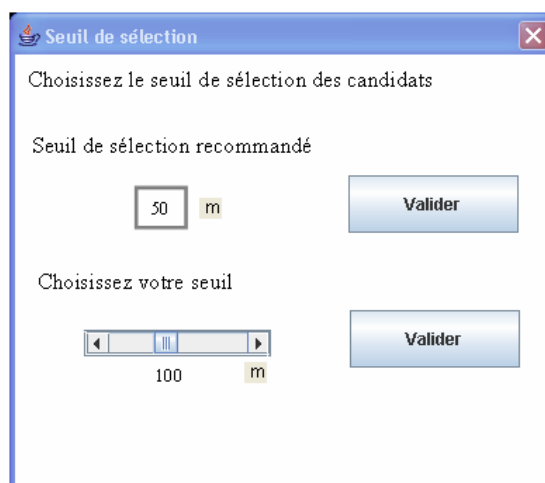 Seuil de sélection
Choisissez le seuil de sélection des candidats
Seuil de sélection recommandé
50 m Valider
Choisissez votre seuil
Valider
100 m